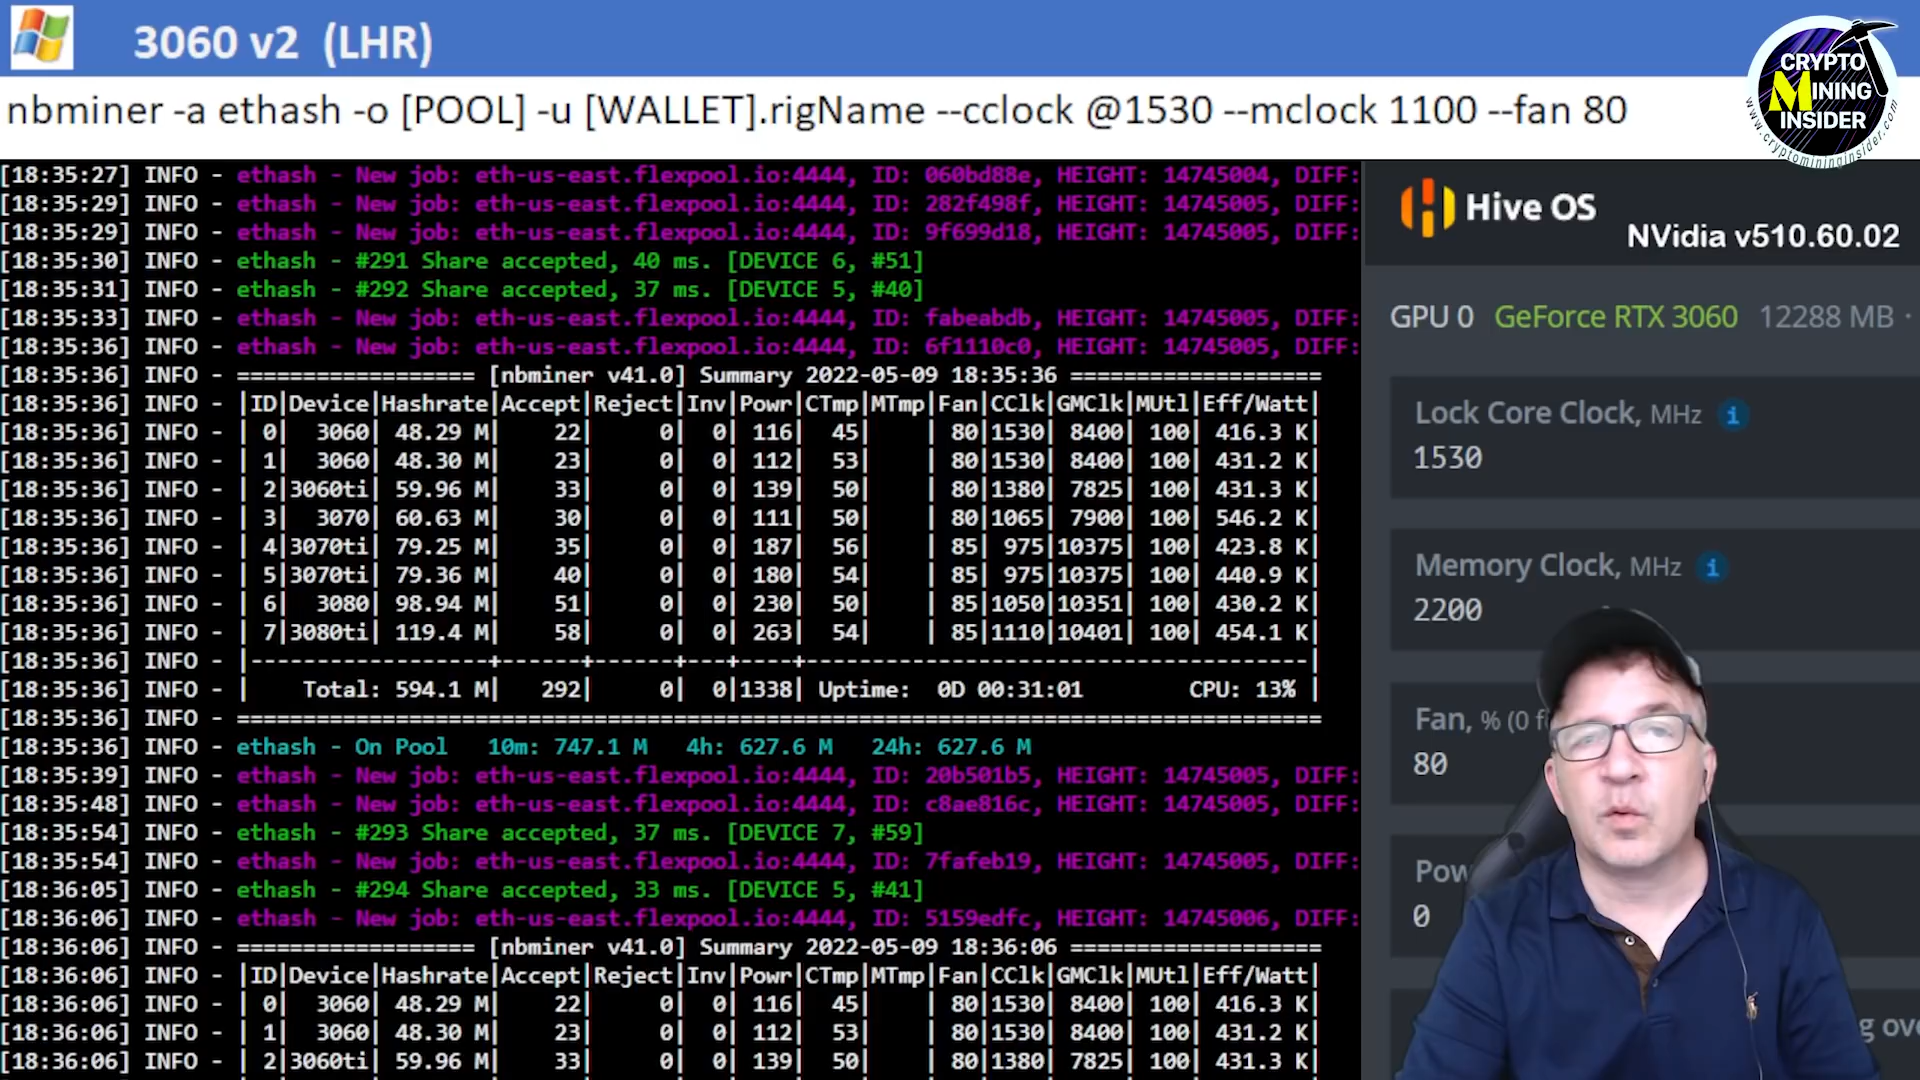 3060 v2 (LHR)
nbminer -a ethash -o [POOL] -u [WALLET].rigName --cclock @1530 --mclock 1100 --fan 80
CRYPTO
MINING
INSIDER
www.cryptomininginsider.com
[18:35:27] INFO - ethash - New job: eth-us-east.flexpool.io:4444, ID: 060bd88e, HEIGHT: 14745004, DIFF:
[18:35:29] INFO - ethash - New job: eth-us-east.flexpool.io:4444, ID: 282f498f, HEIGHT: 14745005, DIFF:
[18:35:29] INFO - ethash - New job: eth-us-east.flexpool.io:4444, ID: 9f699d18, HEIGHT: 14745005, DIFF:
[18:35:30] INFO - ethash - #291 Share accepted, 40 ms. [DEVICE 6, #51]
[18:35:31] INFO - ethash - #292 Share accepted, 37 ms. [DEVICE 5, #40]
[18:35:33] INFO - ethash - New job: eth-us-east.flexpool.io:4444, ID: fabeabdb, HEIGHT: 14745005, DIFF:
[18:35:36] INFO - ethash - New job: eth-us-east.flexpool.io:4444, ID: 6f1110c0, HEIGHT: 14745005, DIFF:
[18:35:36] INFO - ================== [nbminer v41.0] Summary 2022-05-09 18:35:36 ===================
[18:35:36] INFO - |ID|Device|Hashrate|Accept|Reject|Inv|Powr|CTmp|MTmp|Fan|CClk|GMClk|MUtl|Eff/Watt|
[18:35:36] INFO - | 0| 3060| 48.29 M| 22| 0| 0| 116| 45| | 80|1530| 8400| 100| 416.3 K|
[18:35:36] INFO - | 1| 3060| 48.30 M| 23| 0| 0| 112| 53| | 80|1530| 8400| 100| 431.2 K|
[18:35:36] INFO - | 2|3060ti| 59.96 M| 33| 0| 0| 139| 50| | 80|1380| 7825| 100| 431.3 K|
[18:35:36] INFO - | 3| 3070| 60.63 M| 30| 0| 0| 111| 50| | 80|1065| 7900| 100| 546.2 K|
[18:35:36] INFO - | 4|3070ti| 79.25 M| 35| 0| 0| 187| 56| | 85| 975|10375| 100| 423.8 K|
[18:35:36] INFO - | 5|3070ti| 79.36 M| 40| 0| 0| 180| 54| | 85| 975|10375| 100| 440.9 K|
[18:35:36] INFO - | 6| 3080| 98.94 M| 51| 0| 0| 230| 50| | 85|1050|10351| 100| 430.2 K|
[18:35:36] INFO - | 7|3080ti| 119.4 M| 58| 0| 0| 263| 54| | 85|1110|10401| 100| 454.1 K|
[18:35:36] INFO - |------------------+------+------+---+----+--------------------------------------|
[18:35:36] INFO - | Total: 594.1 M| 292| 0| 0|1338| Uptime: 0D 00:31:01 CPU: 13% |
[18:35:36] INFO - ==================================================================================
[18:35:36] INFO - ethash - On Pool 10m: 747.1 M 4h: 627.6 M 24h: 627.6 M
[18:35:39] INFO - ethash - New job: eth-us-east.flexpool.io:4444, ID: 20b501b5, HEIGHT: 14745005, DIFF:
[18:35:48] INFO - ethash - New job: eth-us-east.flexpool.io:4444, ID: c8ae816c, HEIGHT: 14745005, DIFF:
[18:35:54] INFO - ethash - #293 Share accepted, 37 ms. [DEVICE 7, #59]
[18:35:54] INFO - ethash - New job: eth-us-east.flexpool.io:4444, ID: 7fafeb19, HEIGHT: 14745005, DIFF:
[18:36:05] INFO - ethash - #294 Share accepted, 33 ms. [DEVICE 5, #41]
[18:36:06] INFO - ethash - New job: eth-us-east.flexpool.io:4444, ID: 5159edfc, HEIGHT: 14745006, DIFF:
[18:36:06] INFO - ================== [nbminer v41.0] Summary 2022-05-09 18:36:06 ===================
[18:36:06] INFO - |ID|Device|Hashrate|Accept|Reject|Inv|Powr|CTmp|MTmp|Fan|CClk|GMClk|MUtl|Eff/Watt|
[18:36:06] INFO - | 0| 3060| 48.29 M| 22| 0| 0| 116| 45| | 80|1530| 8400| 100| 416.3 K|
[18:36:06] INFO - | 1| 3060| 48.30 M| 23| 0| 0| 112| 53| | 80|1530| 8400| 100| 431.2 K|
[18:36:06] INFO - | 2|3060ti| 59.96 M| 33| 0| 0| 139| 50| | 80|1380| 7825| 100| 431.3 K|
Hive OS
NVidia v510.60.02
GPU 0 GeForce RTX 3060 12288 MB ·
Lock Core Clock, MHz i
1530
Memory Clock, MHz i
2200
Fan, % (0 f
80
Pow
0
g ov